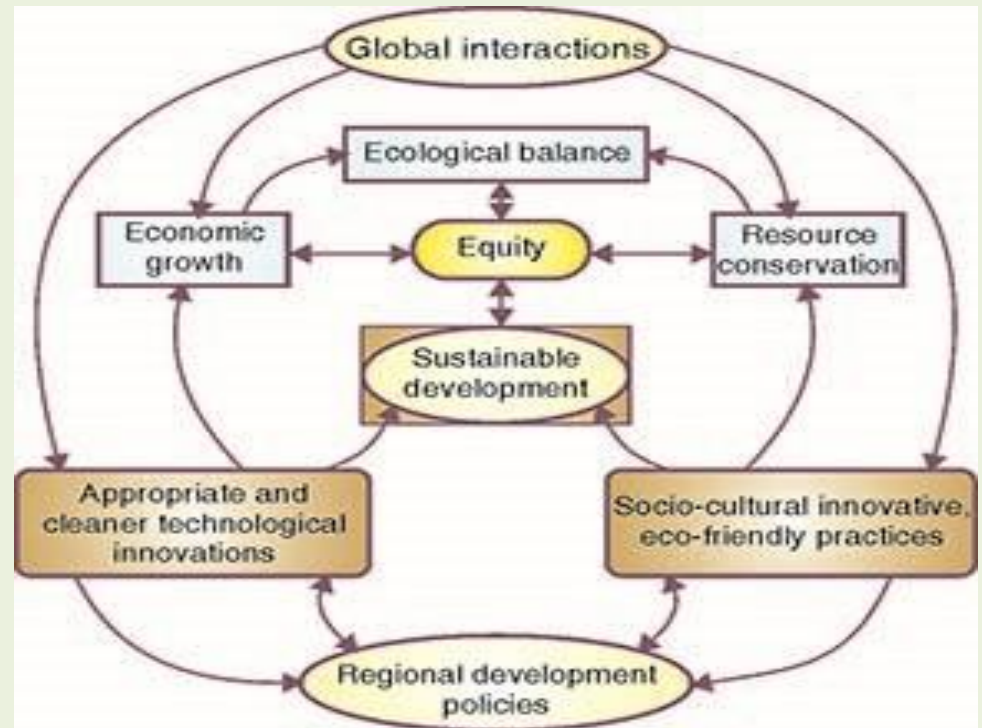 Global interactions
Ecological balance
Economic
growth
Equity
Resource
conservation
Sustainable
development
Appropriate and
cleaner technological
innovations
Socio-cultural innovative,
eco-friendly practices
Regional development
policies